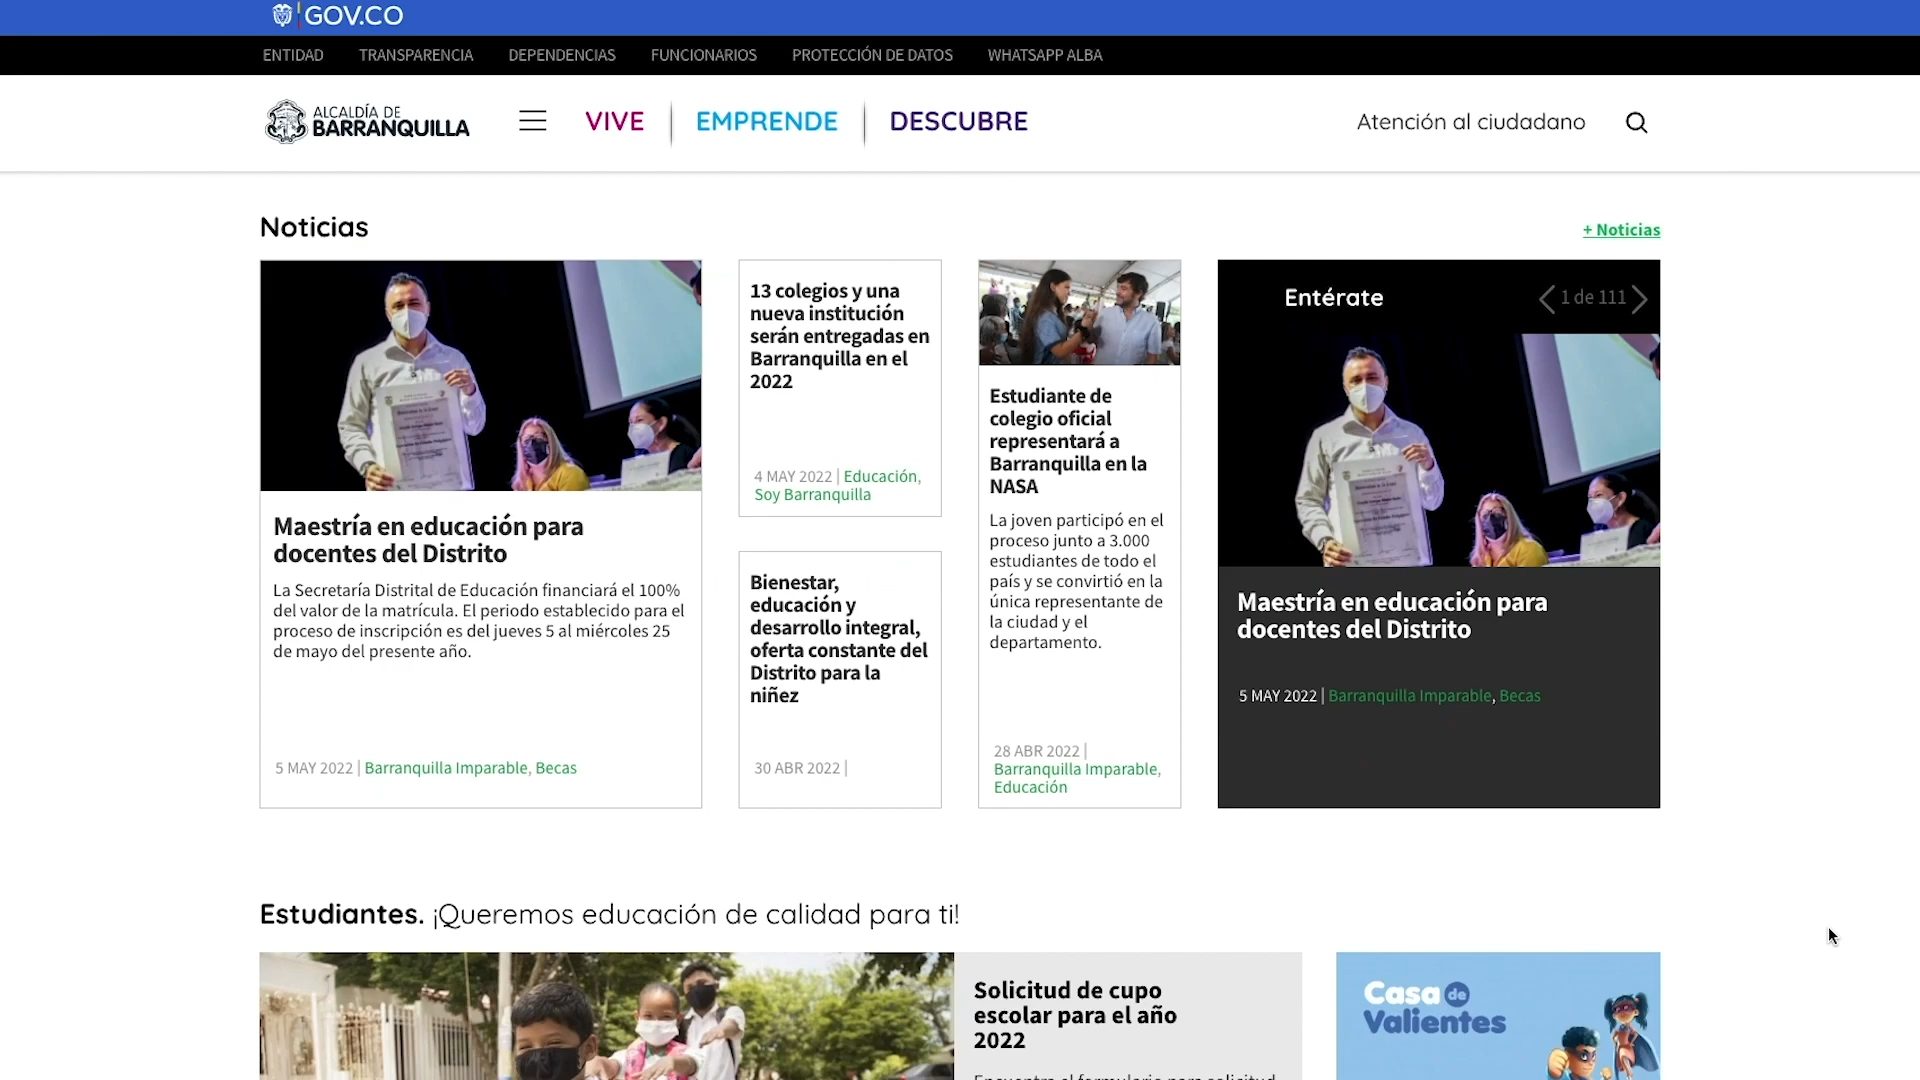 GOV.CO
ENTIDAD TRANSPARENCIA DEPENDENCIAS FUNCIONARIOS PROTECCIÓN DE DATOS WHATSAPP ALBA
ALCALDÍA DE
BARRANQUILLA
VIVE EMPRENDE DESCUBRE
Atención al ciudadano
Noticias
+ Noticias
Maestría en educación para
docentes del Distrito
La Secretaría Distrital de Educación financiará el 100%
del valor de la matrícula. El periodo establecido para el
proceso de inscripción es del jueves 5 al miércoles 25
de mayo del presente año.
5 MAY 2022 | Barranquilla Imparable, Becas
13 colegios y una
nueva institución
serán entregadas en
Barranquilla en el
2022
4 MAY 2022 | Educación,
Soy Barranquilla
Bienestar,
educación y
desarrollo integral,
oferta constante del
Distrito para la
niñez
30 ABR 2022 |
Estudiante de
colegio oficial
representará a
Barranquilla en la
NASA
La joven participó en el
proceso junto a 3.000
estudiantes de todo el
país y se convirtió en la
única representante de
la ciudad y el
departamento.
28 ABR 2022 |
Barranquilla Imparable,
Educación
Entérate
1 de 111
Maestría en educación para
docentes del Distrito
5 MAY 2022 | Barranquilla Imparable, Becas
Estudiantes. ¡Queremos educación de calidad para ti!
Solicitud de cupo
escolar para el año
2022
Encuentra el formulario para solicitud
Casa de
Valientes